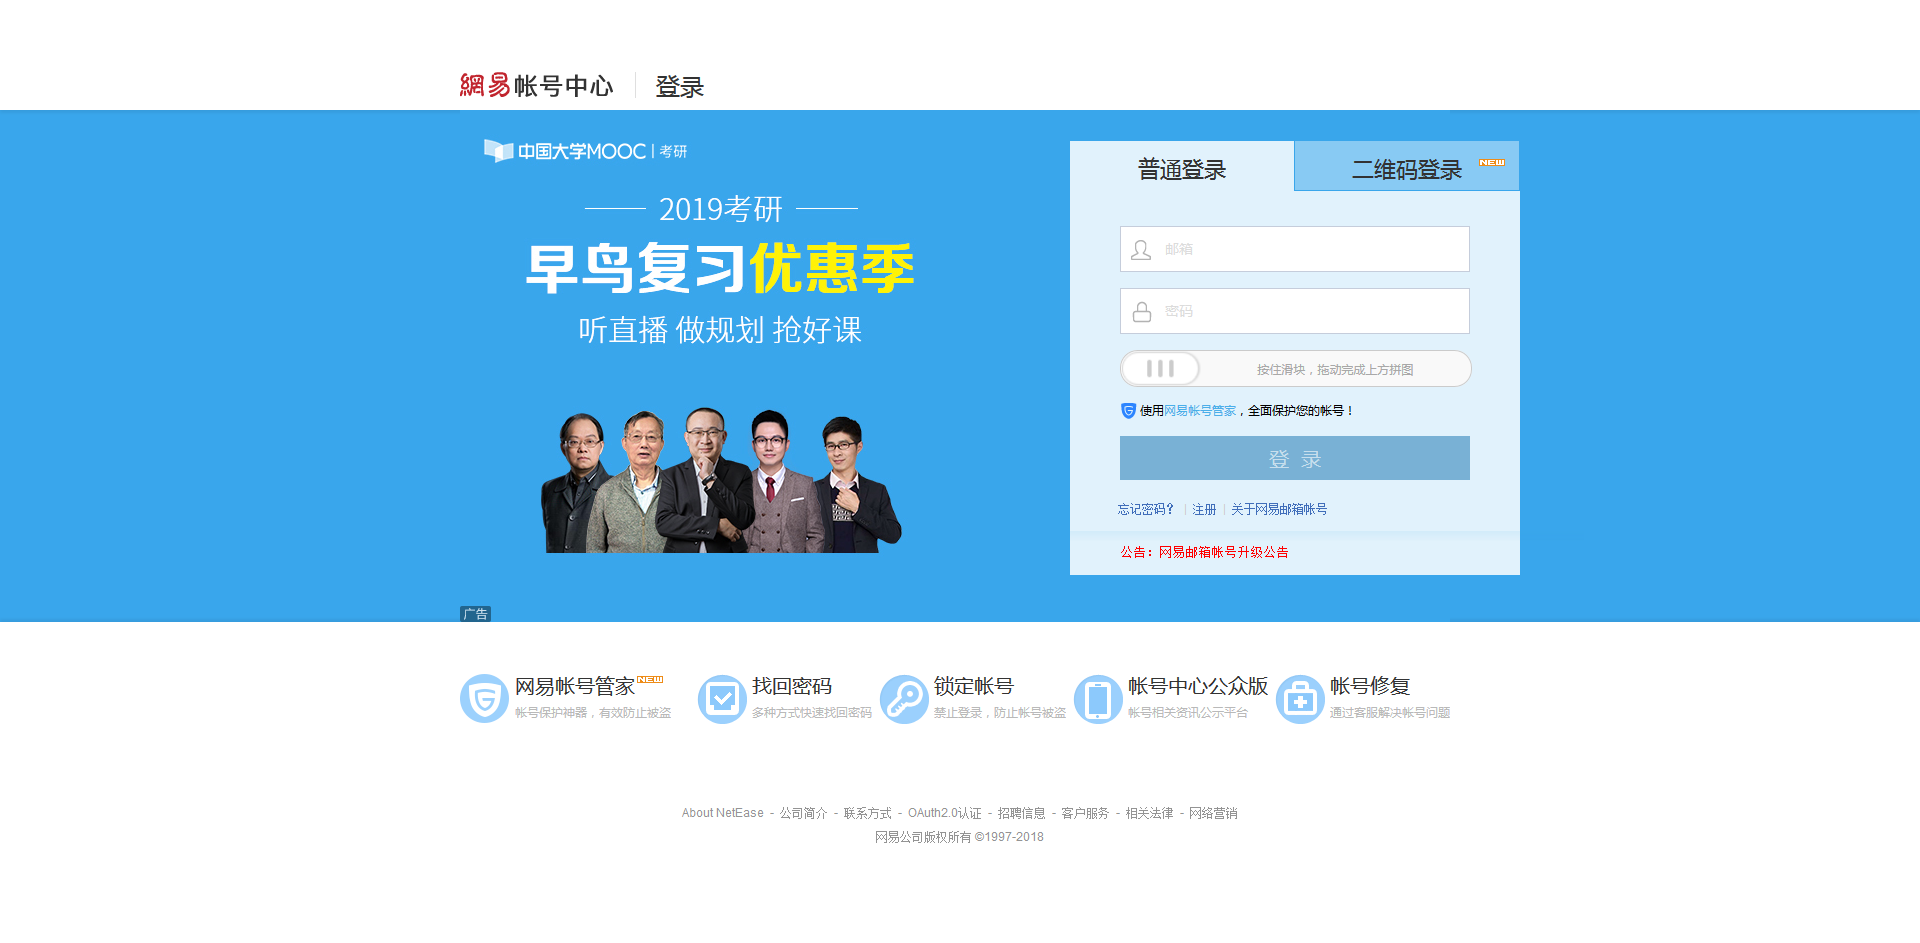 網易帐号中心 登录
中国大学MOOC | 考研
2019考研
早鸟复习优惠季
听直播 做规划 抢好课
广告
普通登录
二维码登录 NEW
邮箱
密码
按住滑块，拖动完成上方拼图
使用网易帐号管家，全面保护您的帐号！
登 录
忘记密码？ | 注册 | 关于网易邮箱帐号
公告：网易邮箱帐号升级公告
网易帐号管家 NEW
帐号保护神器，有效防止被盗
找回密码
多种方式快速找回密码
锁定帐号
禁止登录，防止帐号被盗
帐号中心公众版
帐号相关资讯公示平台
帐号修复
通过客服解决帐号问题
About NetEase - 公司简介 - 联系方式 - OAuth2.0认证 - 招聘信息 - 客户服务 - 相关法律 - 网络营销
网易公司版权所有 ©1997-2018